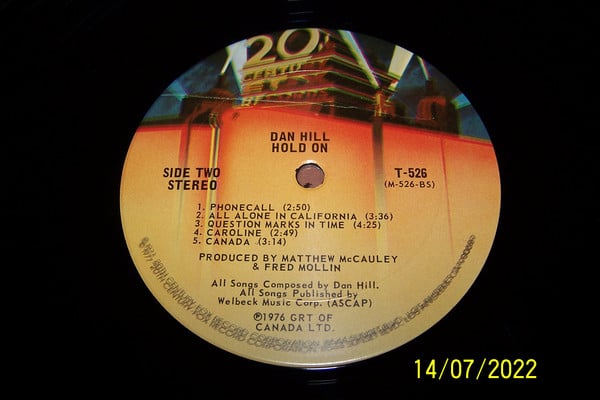 20
CENTURY
RECORDS
DAN HILL
HOLD ON
SIDE TWO
STEREO
T-526
(M-526-BS)
1. PHONECALL (2:50)
2. ALL ALONE IN CALIFORNIA (3:36)
3. QUESTION MARKS IN TIME (4:25)
4. CAROLINE (2:49)
5. CANADA (3:14)
PRODUCED BY MATTHEW McCAULEY
& FRED MOLLIN
All Songs Composed by Dan Hill.
All Songs Published by
Welbeck Music Corp. (ASCAP)
℗1976 GRT OF
CANADA LTD.
14/07/2022